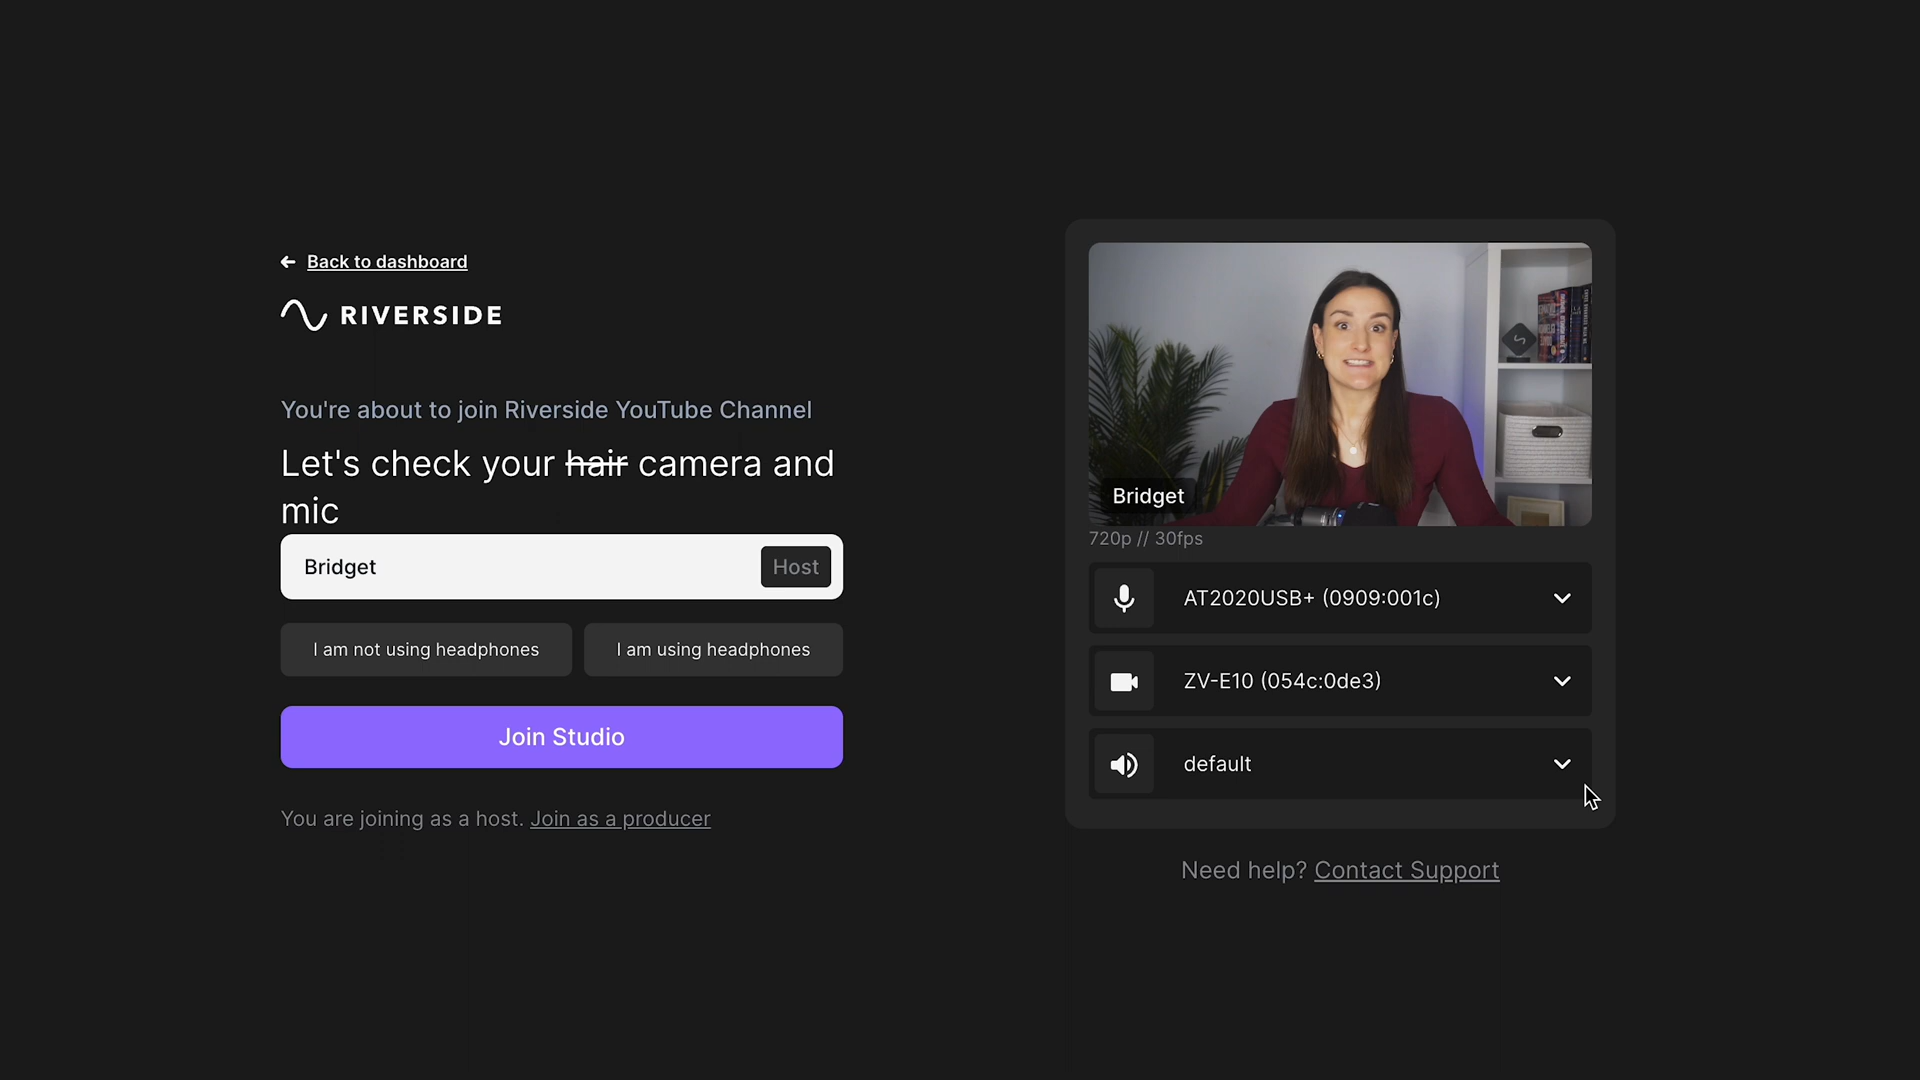 Back to dashboard
RIVERSIDE
You're about to join Riverside YouTube Channel
Let's check your hair camera and
mic
Bridget
Host
I am not using headphones
I am using headphones
Join Studio
You are joining as a host. Join as a producer
Bridget
720p // 30fps
AT2020USB+ (0909:001c)
ZV-E10 (054c:0de3)
default
Need help? Contact Support